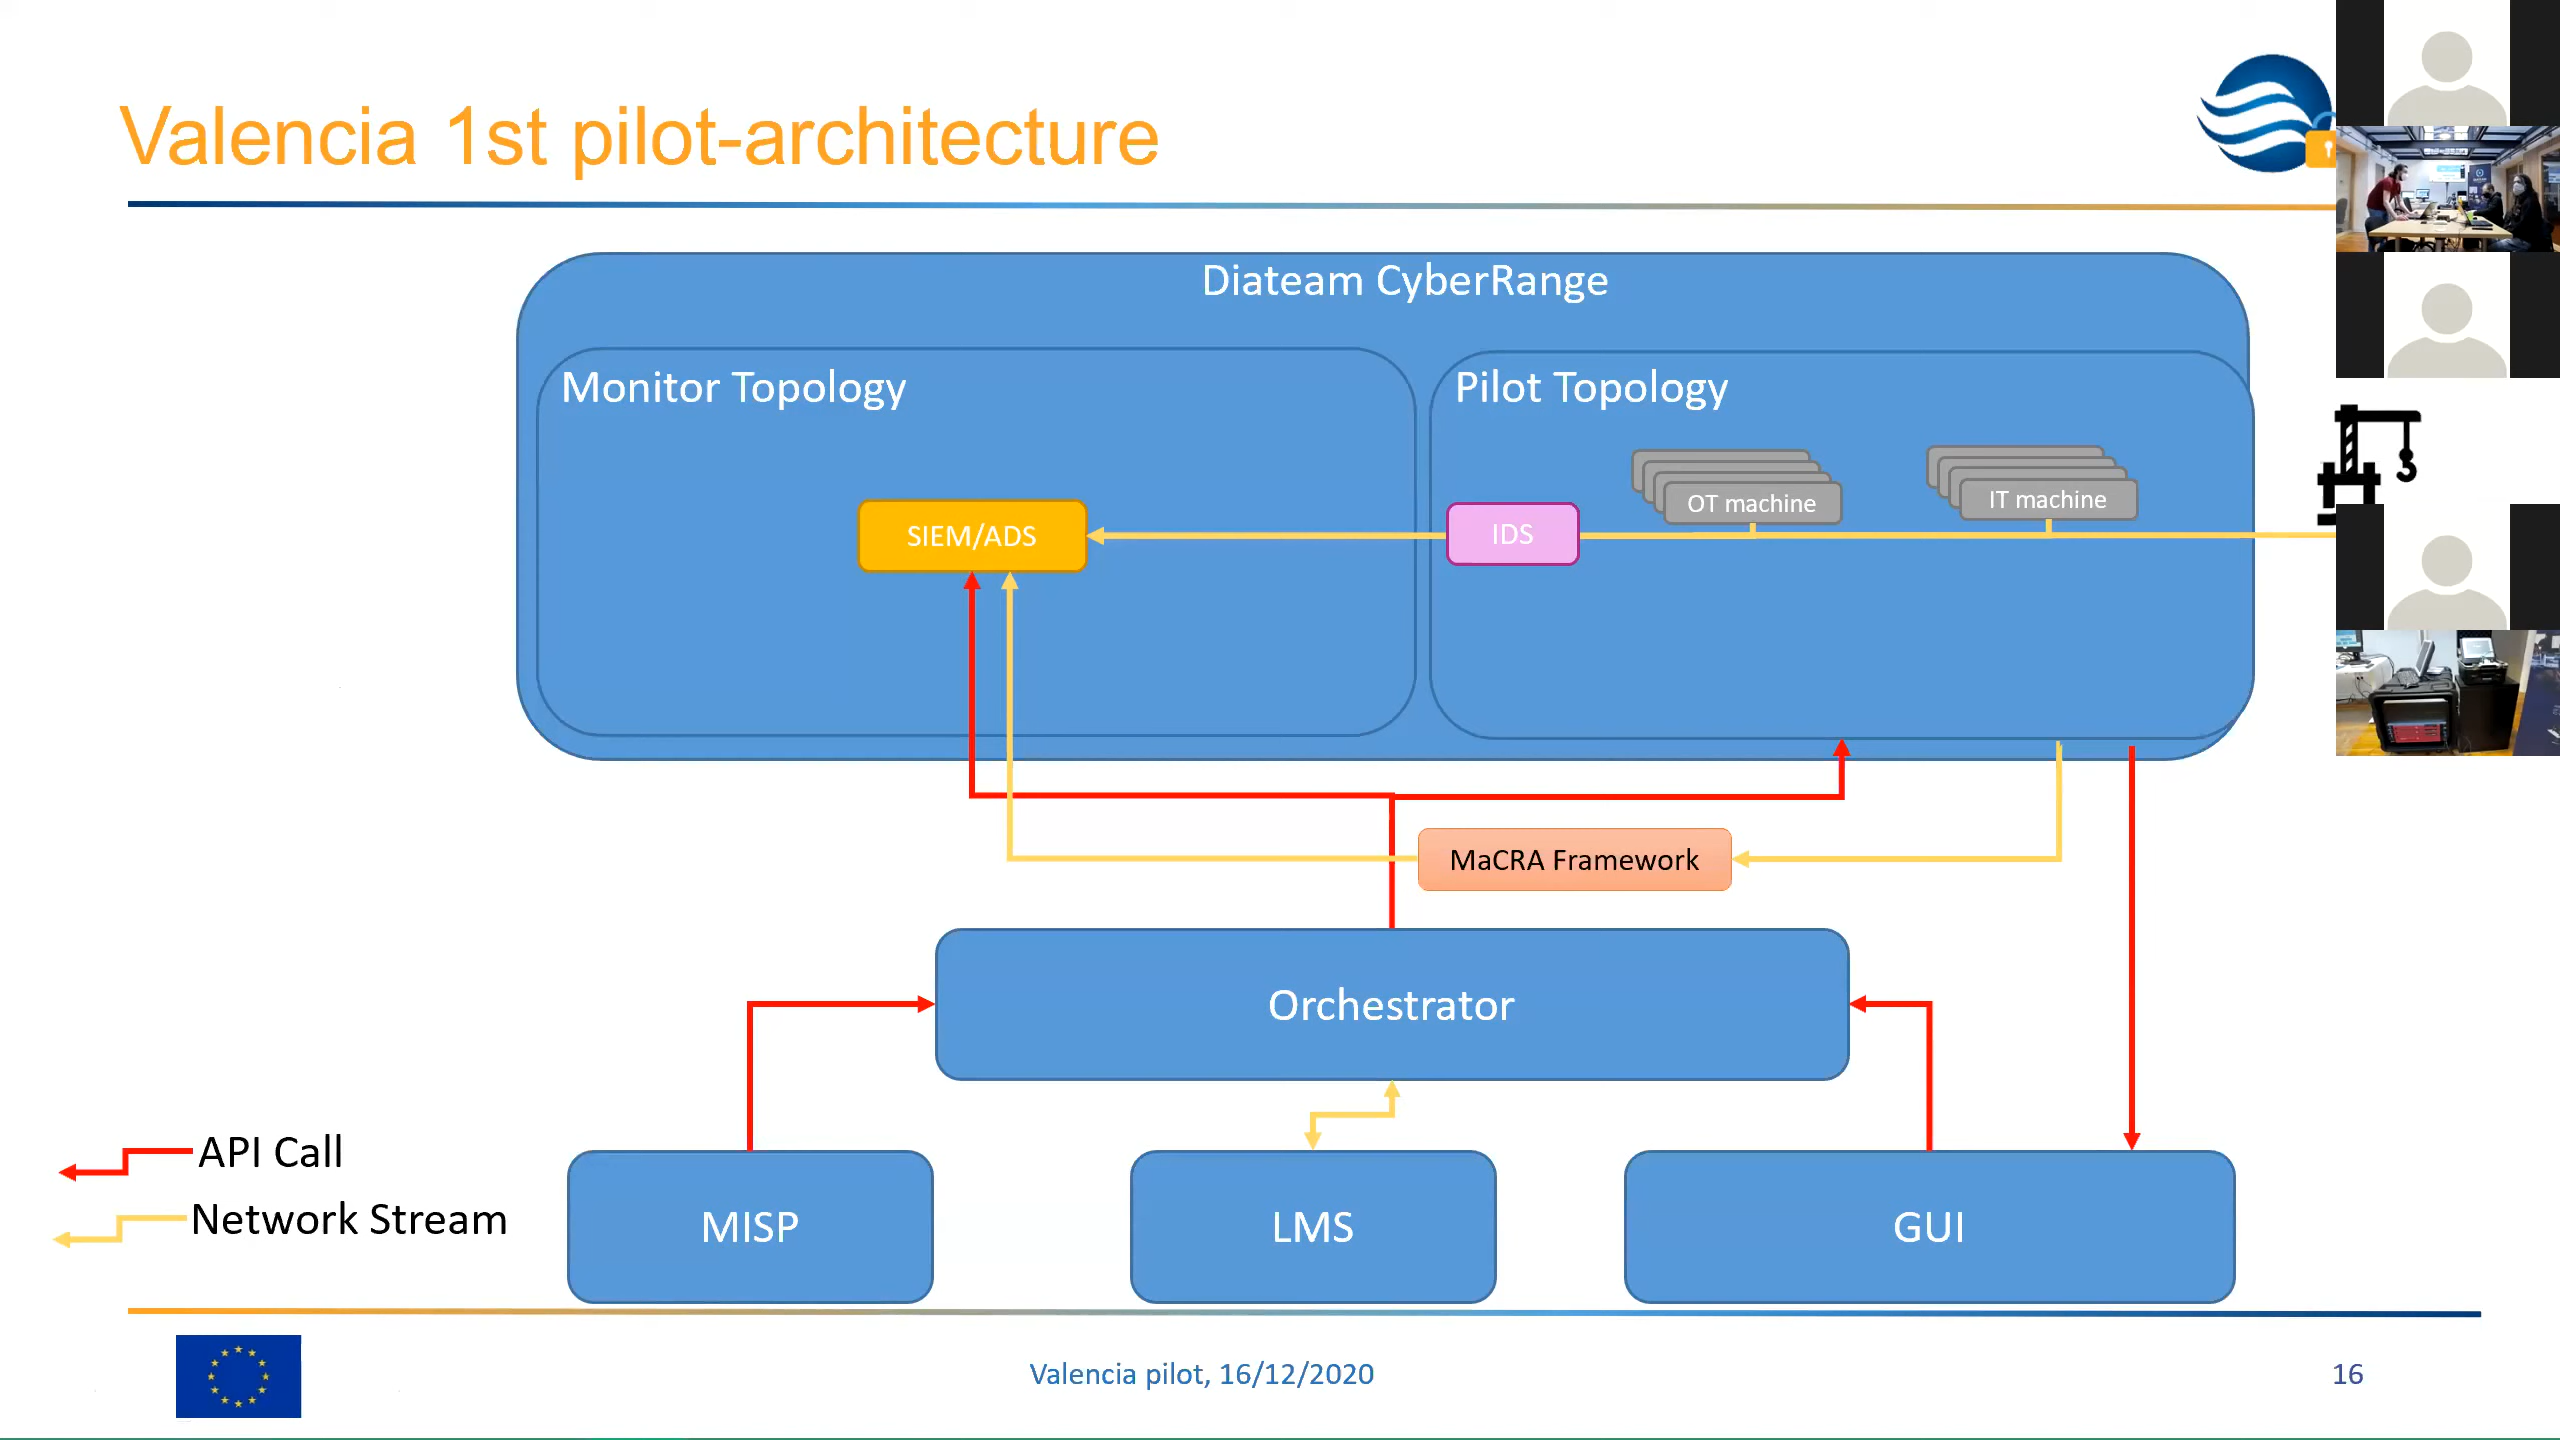 Valencia 1st pilot-architecture
Diateam CyberRange
Monitor Topology
Pilot Topology
OT machine
IT machine
SIEM/ADS
IDS
MaCRA Framework
Orchestrator
API Call
Network Stream
MISP
LMS
GUI
Valencia pilot, 16/12/2020
16